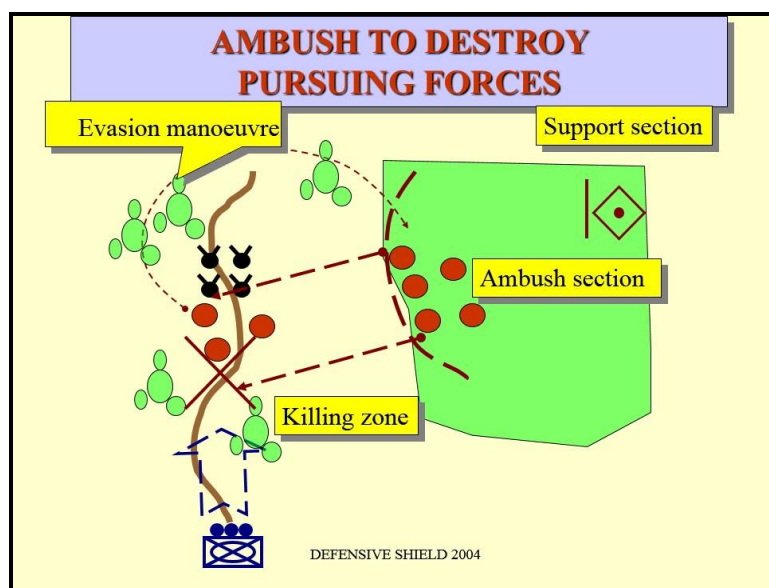 AMBUSH TO DESTROY
PURSUING FORCES
Evasion manoeuvre
Support section
Ambush section
Killing zone
DEFENSIVE SHIELD 2004